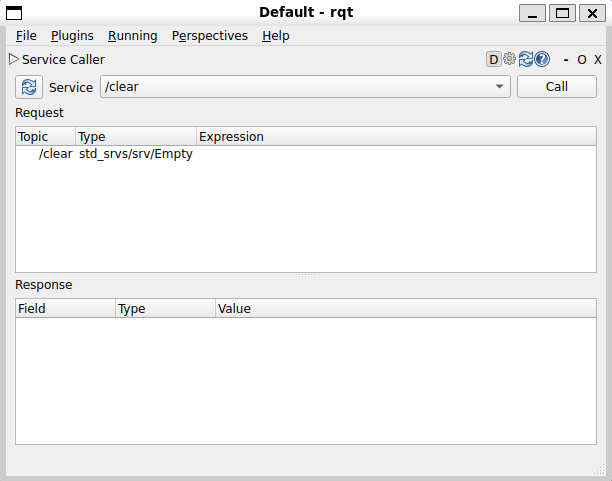 Default - rqt
File Plugins Running Perspectives Help
Service Caller D ? - O X
Service /clear Call
Request
Topic Type Expression
/clear std_srvs/srv/Empty
Response
Field Type Value